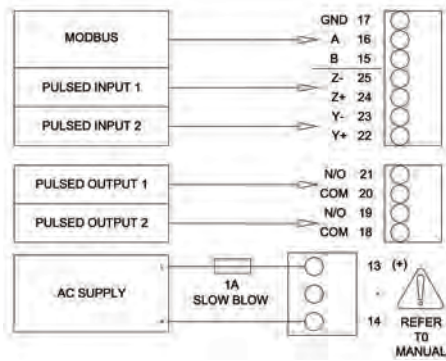 GND 17
MODBUS A 16
B 15
Z- 25
PULSED INPUT 1
Z+ 24
Y- 23
PULSED INPUT 2
Y+ 22
N/O 21
PULSED OUTPUT 1
COM 20
N/O 19
PULSED OUTPUT 2
COM 18
13 (+)
AC SUPPLY
1A
SLOW BLOW
14
REFER
TO
MANUAL